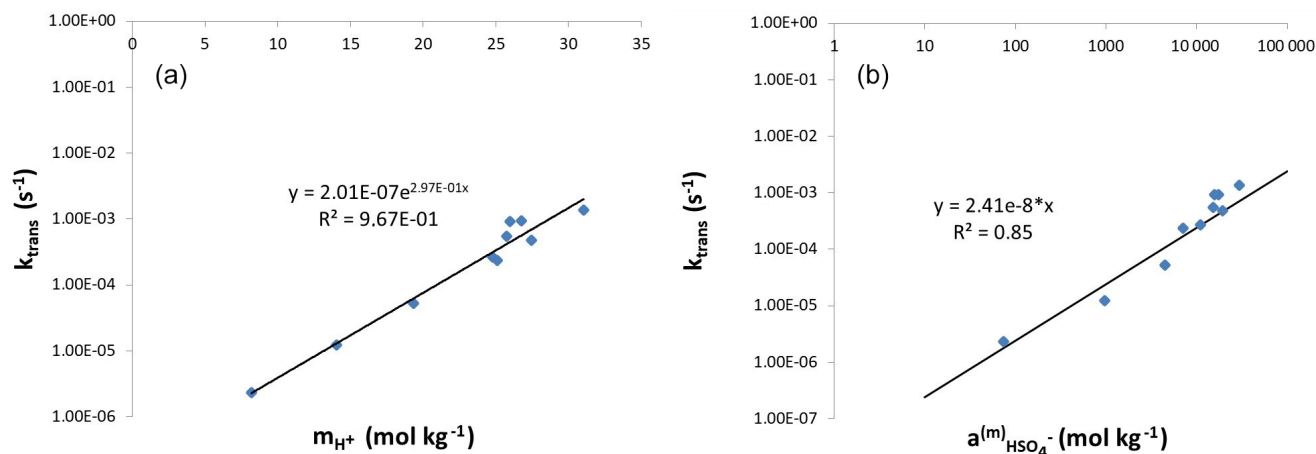 1.00E+00
0 5 10 15 20 25 30 35
(a)
1.00E-01
1.00E-02
y = 2.01E-07e^2.97E-01x
R² = 9,67E-01
1.00E-03
1.00E-04
1.00E-05
1.00E-06
k_trans (s⁻¹)
m_H⁺ (mol kg⁻¹)
1.00E+00
1 10 100 1000 10 000 100 000
(b)
1.00E-01
1.00E-02
1.00E-03
y = 2.41e-8*x
R² = 0.85
1.00E-04
1.00E-05
1.00E-06
1.00E-07
k_trans (s⁻¹)
a^(m)_HSO₄⁻ (mol kg⁻¹)